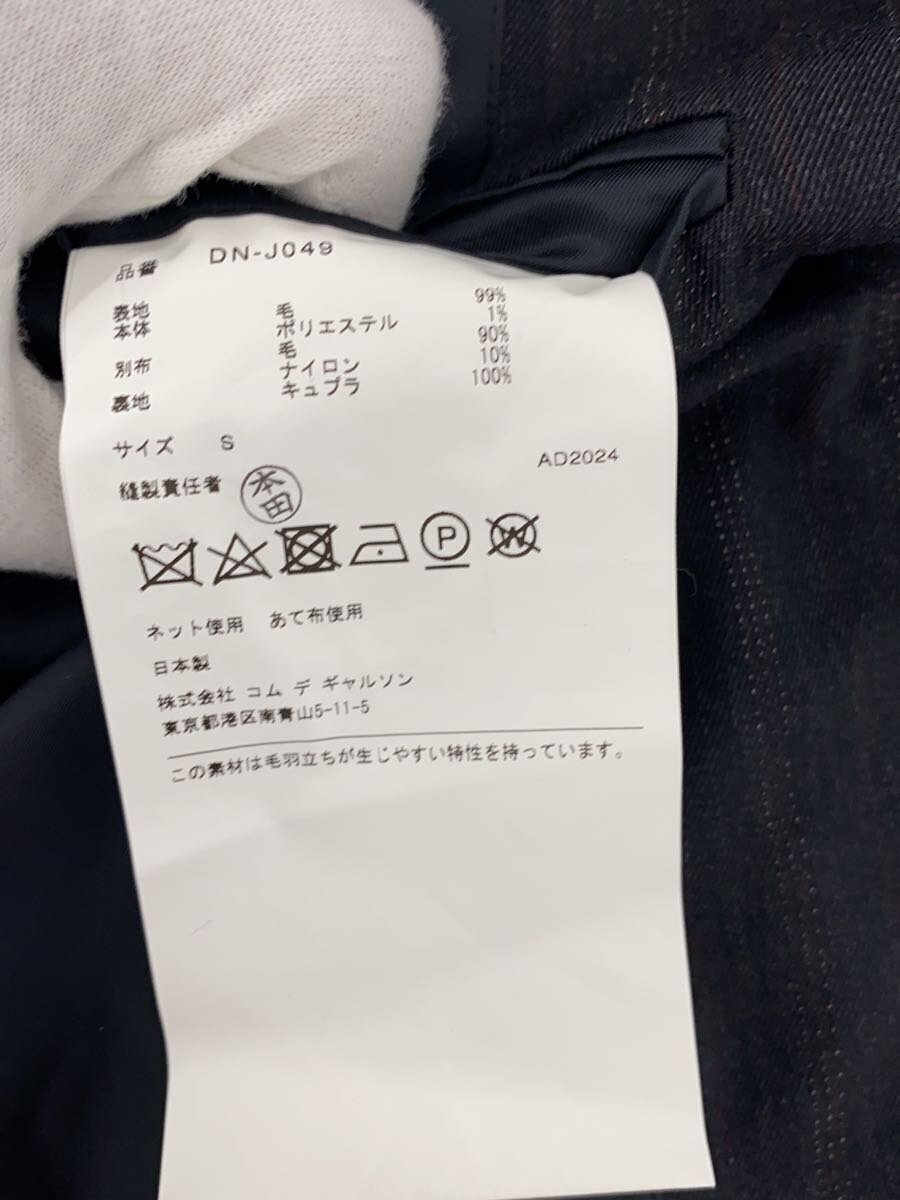 品番 DN-J049
表地 毛 99%
本体 ポリエステル 1%
別布 毛 90%
ナイロン 10%
裏地 キュプラ 100%
サイズ S
AD2024
縫製責任者 本田
P W
ネット使用 あて布使用
日本製
株式会社 コム デ ギャルソン
東京都港区南青山5-11-5
この素材は毛羽立ちが生じやすい特性を持っています。